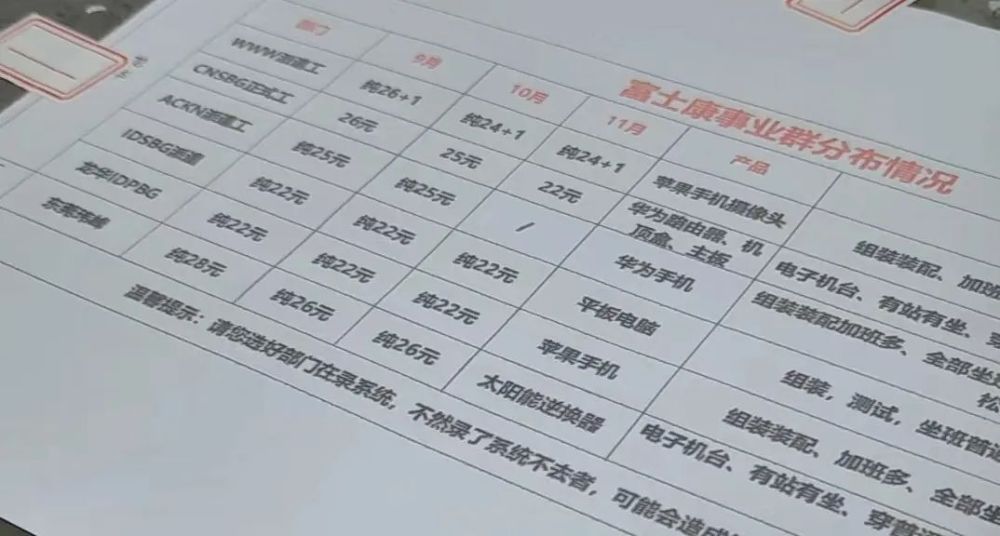 富士康事业群分布情况
部门 9月 10月 11月 产品
WWW派遣工 纯26+1 纯24+1 纯24+1 苹果手机摄像头 组装装配、加班
CNSBG正式工 26元 25元 22元 华为路由器、机
顶盒、主板 电子机台、有站有坐、
ACKN派遣工 纯25元 纯25元 / 华为手机 组装装配加班多、全部坐
IDSBG派遣 纯22元 纯22元 纯22元 平板电脑 组装，测试，坐班普
龙华IDPBG 纯22元 纯22元 纯22元 苹果手机 组装装配、加班多、全部
东莞 纯28元 纯26元 纯26元 太阳能逆换器 电子机台、有站有坐、穿普
温馨提示：请您选好部门在录系统，不然录了系统不去者，可能会造成